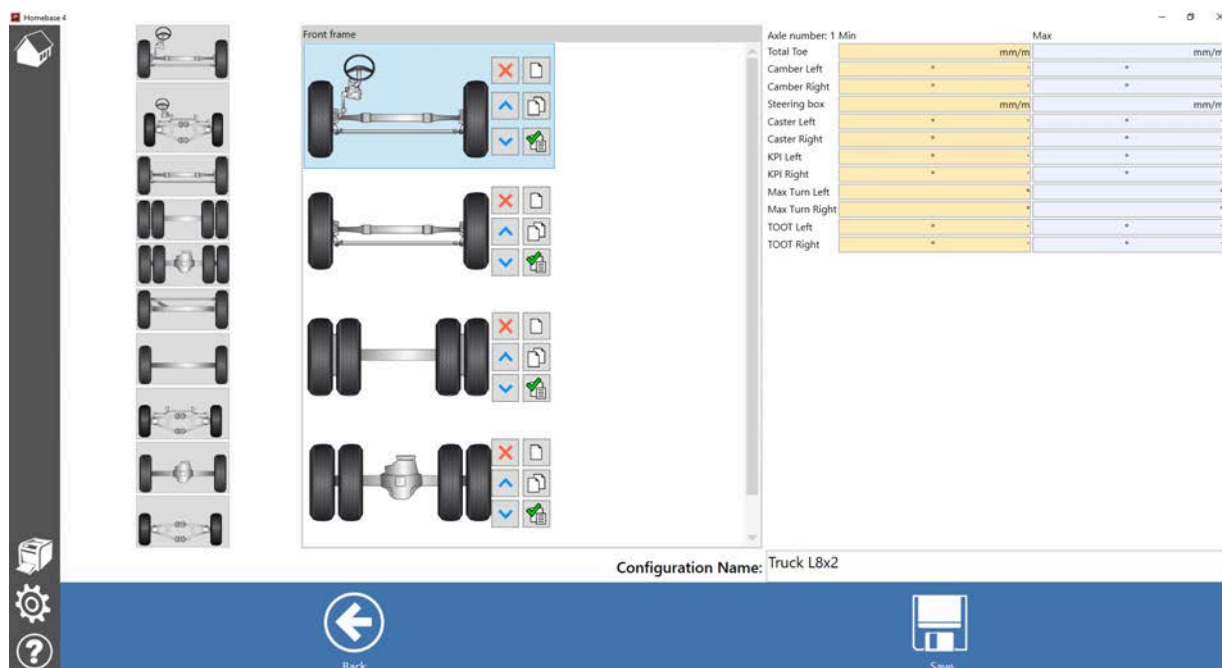 Homebase 4
Front frame
Axle number: 1 Min Max
Total Toe mm/m mm/m
Camber Left ° ' ° '
Camber Right ° ' ° '
Steering box mm/m mm/m
Caster Left ° ' ° '
Caster Right ° ' ° '
KPI Left ° ' ° '
KPI Right ° ' ° '
Max Turn Left ° °
Max Turn Right ° °
TOOT Left ° ' ° '
TOOT Right ° ' ° '
Configuration Name: Truck L8x2
Back Save